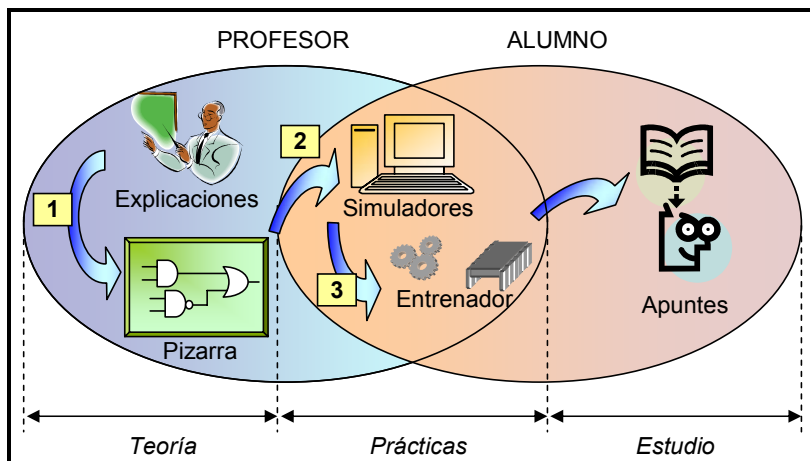 PROFESOR
ALUMNO
1
Explicaciones
Pizarra
2
Simuladores
3
Entrenador
Apuntes
Teoría
Prácticas
Estudio